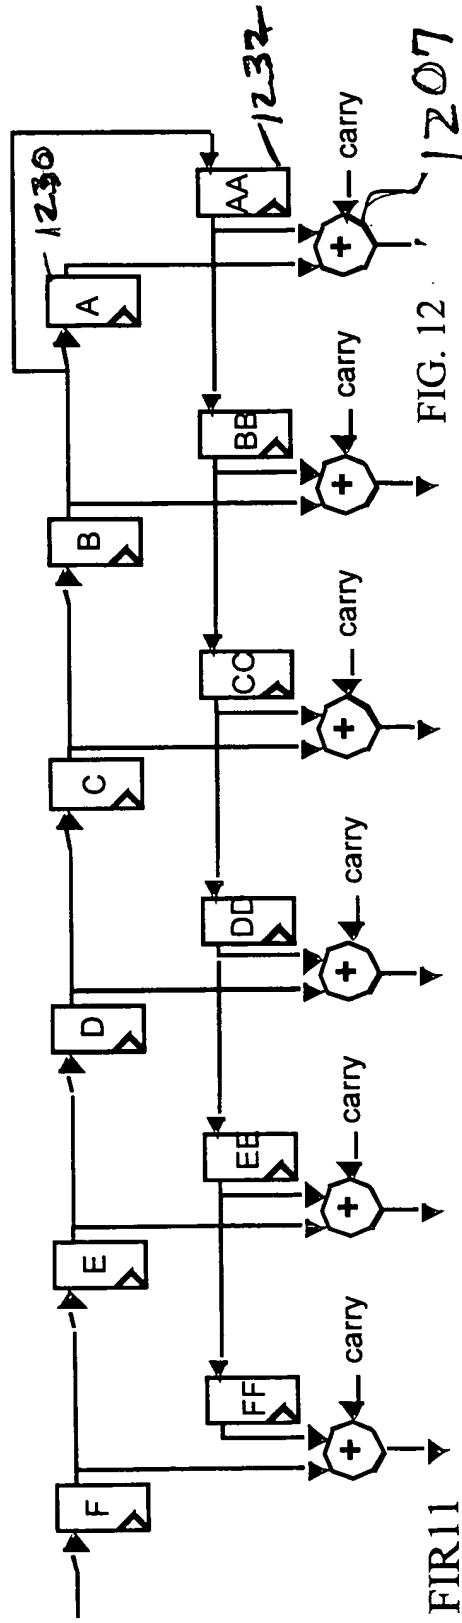 F
E
D
C
B
A
1230
FF
EE
DD
CC
BB
AA
1232
+
carry
+
carry
+
carry
+
carry
+
carry
+
carry
1207
FIR11
FIG. 12